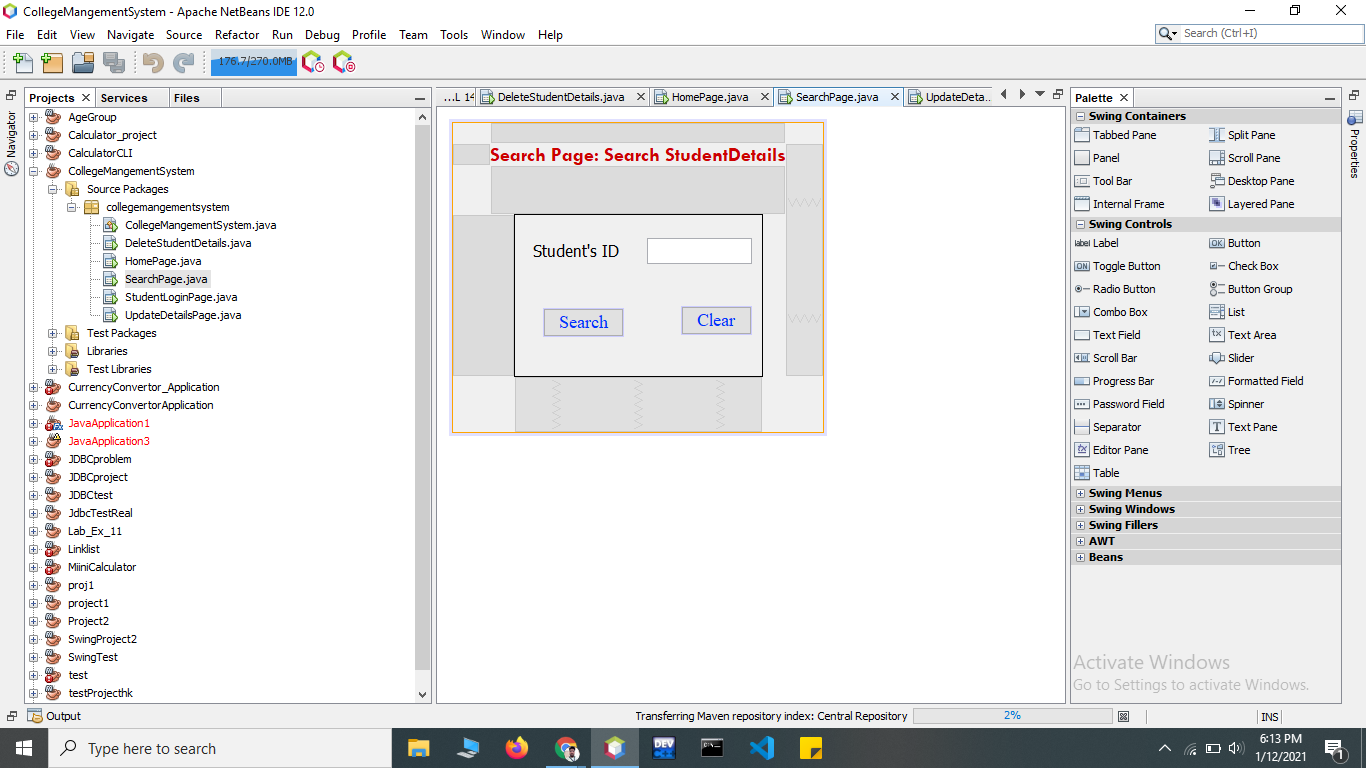 CollegeMangementSystem - Apache NetBeans IDE 12.0
File Edit View Navigate Source Refactor Run Debug Profile Team Tools Window Help
Search (Ctrl+I)
176.7/270.0MB
Projects Services Files
Navigator
AgeGroup
Calculator_project
CalculatorCLI
CollegeMangementSystem
Source Packages
collegemangementsystem
CollegeMangementSystem.java
DeleteStudentDetails.java
HomePage.java
SearchPage.java
StudentLoginPage.java
UpdateDetailsPage.java
Test Packages
Libraries
Test Libraries
CurrencyConvertor_Application
CurrencyConvertorApplication
JavaApplication1
JavaApplication3
JDBCproblem
JDBCproject
JDBCtest
JdbcTestReal
Lab_Ex_11
Linklist
MiiniCalculator
proj1
project1
Project2
SwingProject2
SwingTest
test
testProjecthk
...L 14 DeleteStudentDetails.java HomePage.java SearchPage.java UpdateDeta...
Search Page: Search StudentDetails
Student's ID
Search Clear
Palette
Properties
Swing Containers
Tabbed Pane Split Pane
Panel Scroll Pane
Tool Bar Desktop Pane
Internal Frame Layered Pane
Swing Controls
label Label OK Button
ON Toggle Button Check Box
Radio Button Button Group
Combo Box List
Text Field Text Area
Scroll Bar Slider
Progress Bar Formatted Field
Password Field Spinner
Separator Text Pane
Editor Pane Tree
Table
Swing Menus
Swing Windows
Swing Fillers
AWT
Beans
Activate Windows
Go to Settings to activate Windows.
Output
Transferring Maven repository index: Central Repository 2% INS
Type here to search
DEV
6:13 PM
1/12/2021
1